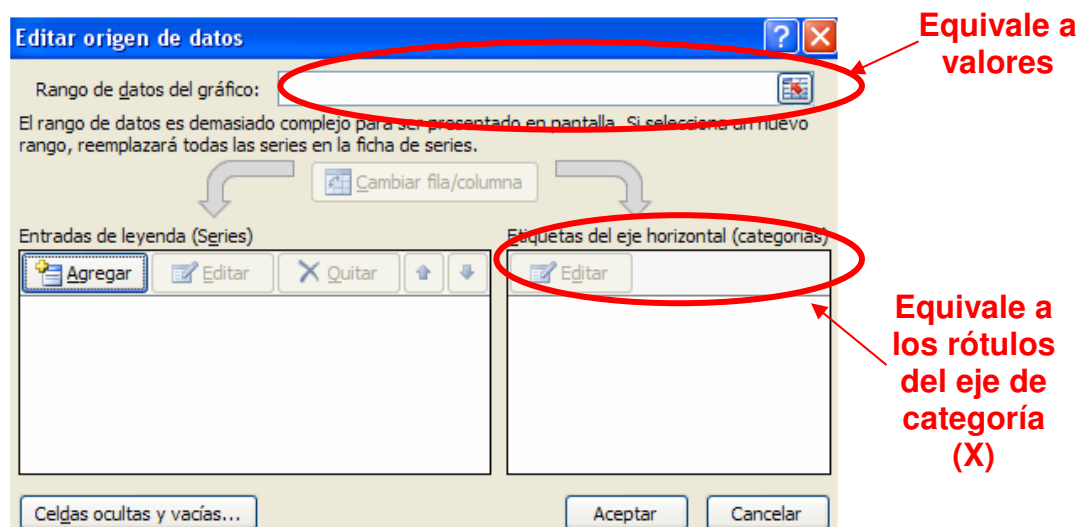 Editar origen de datos
Equivale a
valores
Rango de datos del gráfico:
El rango de datos es demasiado complejo para ser presentado en pantalla. Si selecciona un nuevo
rango, reemplazará todas las series en la ficha de series.
Cambiar fila/columna
Entradas de leyenda (Series)
Etiquetas del eje horizontal (categorías)
Agregar Editar Quitar
Editar
Equivale a
los rótulos
del eje de
categoría
(X)
Celdas ocultas y vacías...
Aceptar Cancelar